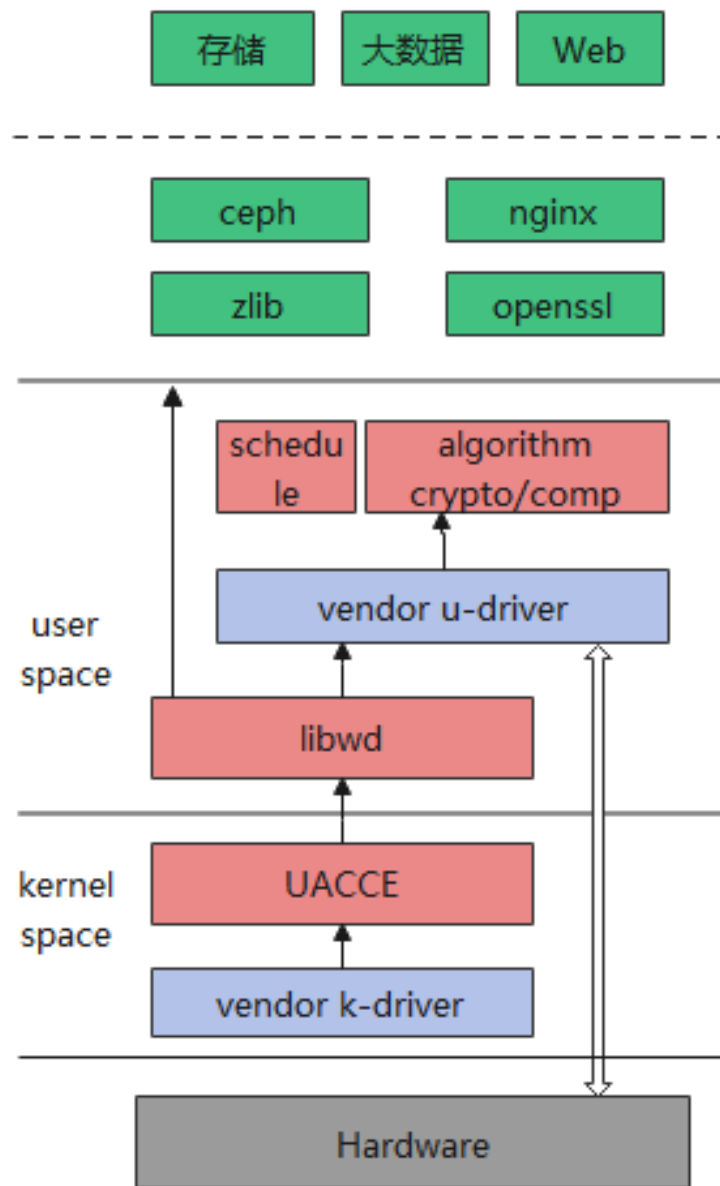 存储
大数据
Web
ceph
nginx
zlib
openssl
schedu
le
algorithm
crypto/comp
vendor u-driver
user
space
libwd
kernel
space
UACCE
vendor k-driver
Hardware